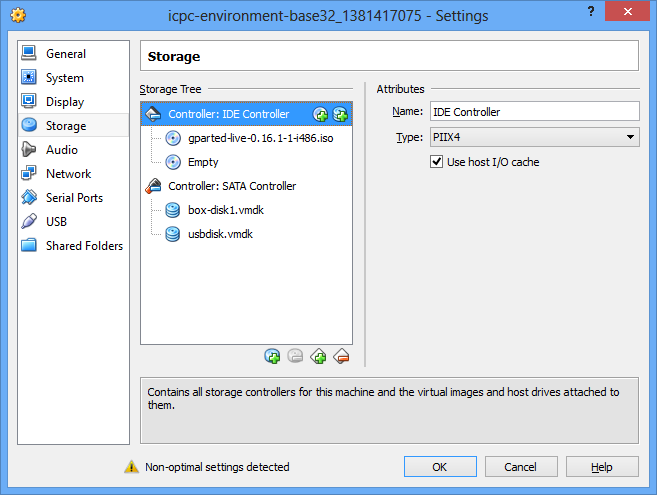 icpc-environment-base32_1381417075 - Settings
?
General
System
Display
Storage
Audio
Network
Serial Ports
USB
Shared Folders
Storage
Storage Tree
Controller: IDE Controller
gparted-live-0.16.1-1-i486.iso
Empty
Controller: SATA Controller
box-disk1.vmdk
usbdisk.vmdk
Attributes
Name: IDE Controller
Type: PIIX4
Use host I/O cache
Contains all storage controllers for this machine and the virtual images and host drives attached to
them.
Non-optimal settings detected
OK
Cancel
Help